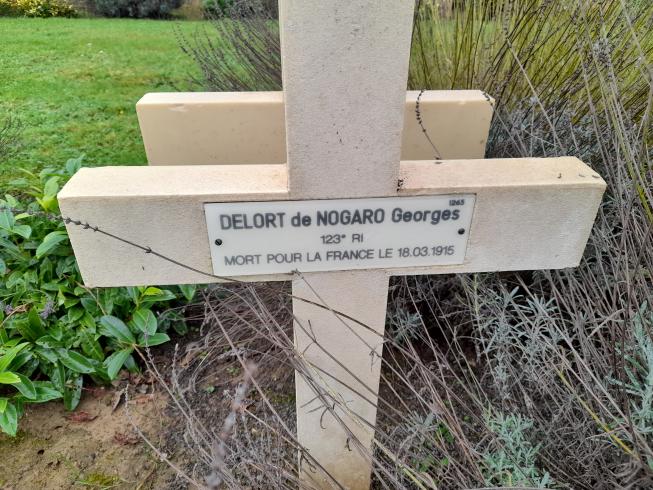 1265
DELORT de NOGARO Georges
123e RI
MORT POUR LA FRANCE LE 18.03.1915